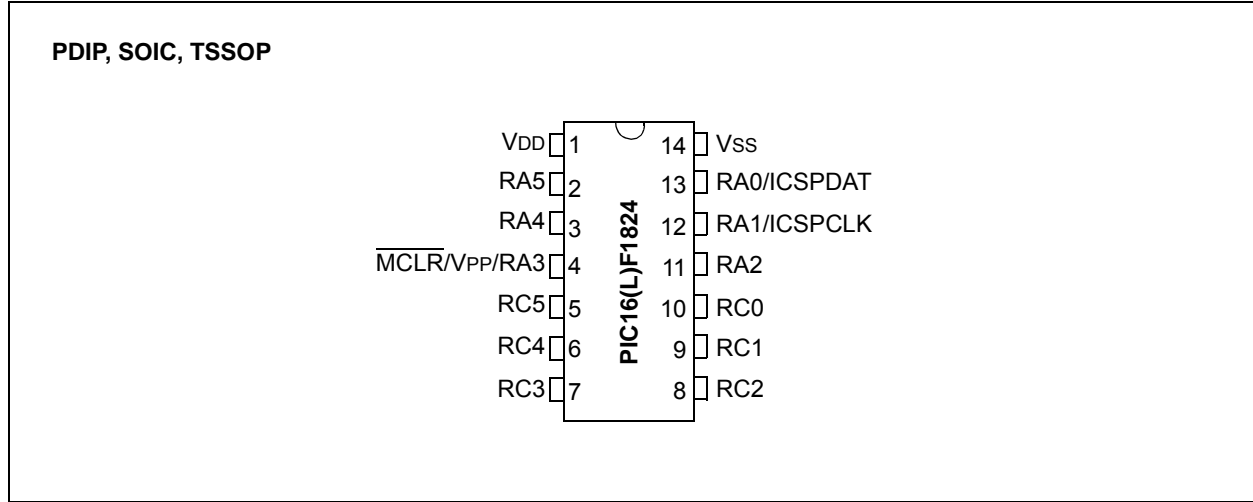 PDIP, SOIC, TSSOP
VDD 1 14 VSS
RA5 2 13 RA0/ICSPDAT
RA4 3 12 RA1/ICSPCLK
MCLR/VPP/RA3 4 11 RA2
RC5 5 10 RC0
RC4 6 9 RC1
RC3 7 8 RC2
PIC16(L)F1824